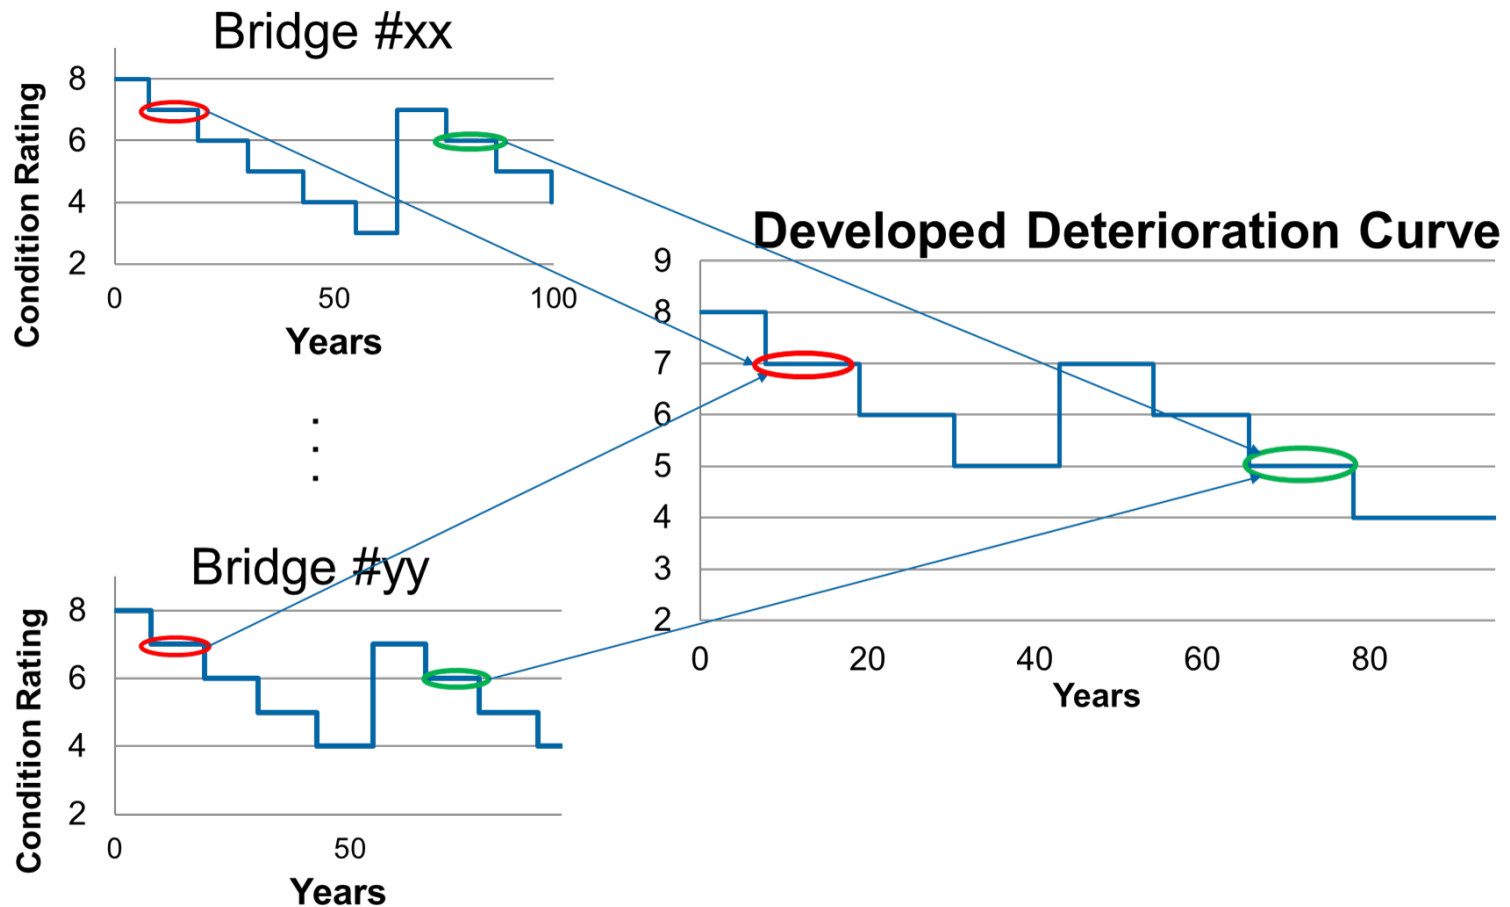 Bridge #xx
Condition Rating
8
6
4
2
0 50 100
Years
.
.
.
Bridge #yy
Condition Rating
8
6
4
2
0 50
Years
Developed Deterioration Curve
9
8
7
6
5
4
3
2
0 20 40 60 80
Years